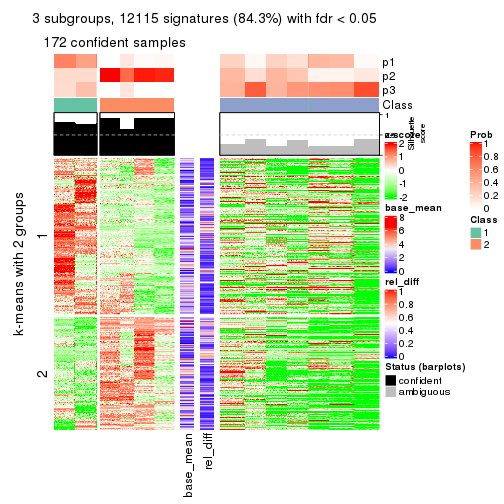 3 subgroups, 12115 signatures (84.3%) with fdr < 0.05
172 confident samples
p1
p2
p3
Class
1
Silhouette
score
z-score
2
1
0
-2
base_mean
8
6
4
2
0
rel_diff
1
0.8
0.6
0.4
0.2
0
Status (barplots)
confident
ambiguous
Prob
1
0.8
0.6
0.4
0.2
0
Class
1
2
k-means with 2 groups
1
2
base_mean
rel_diff